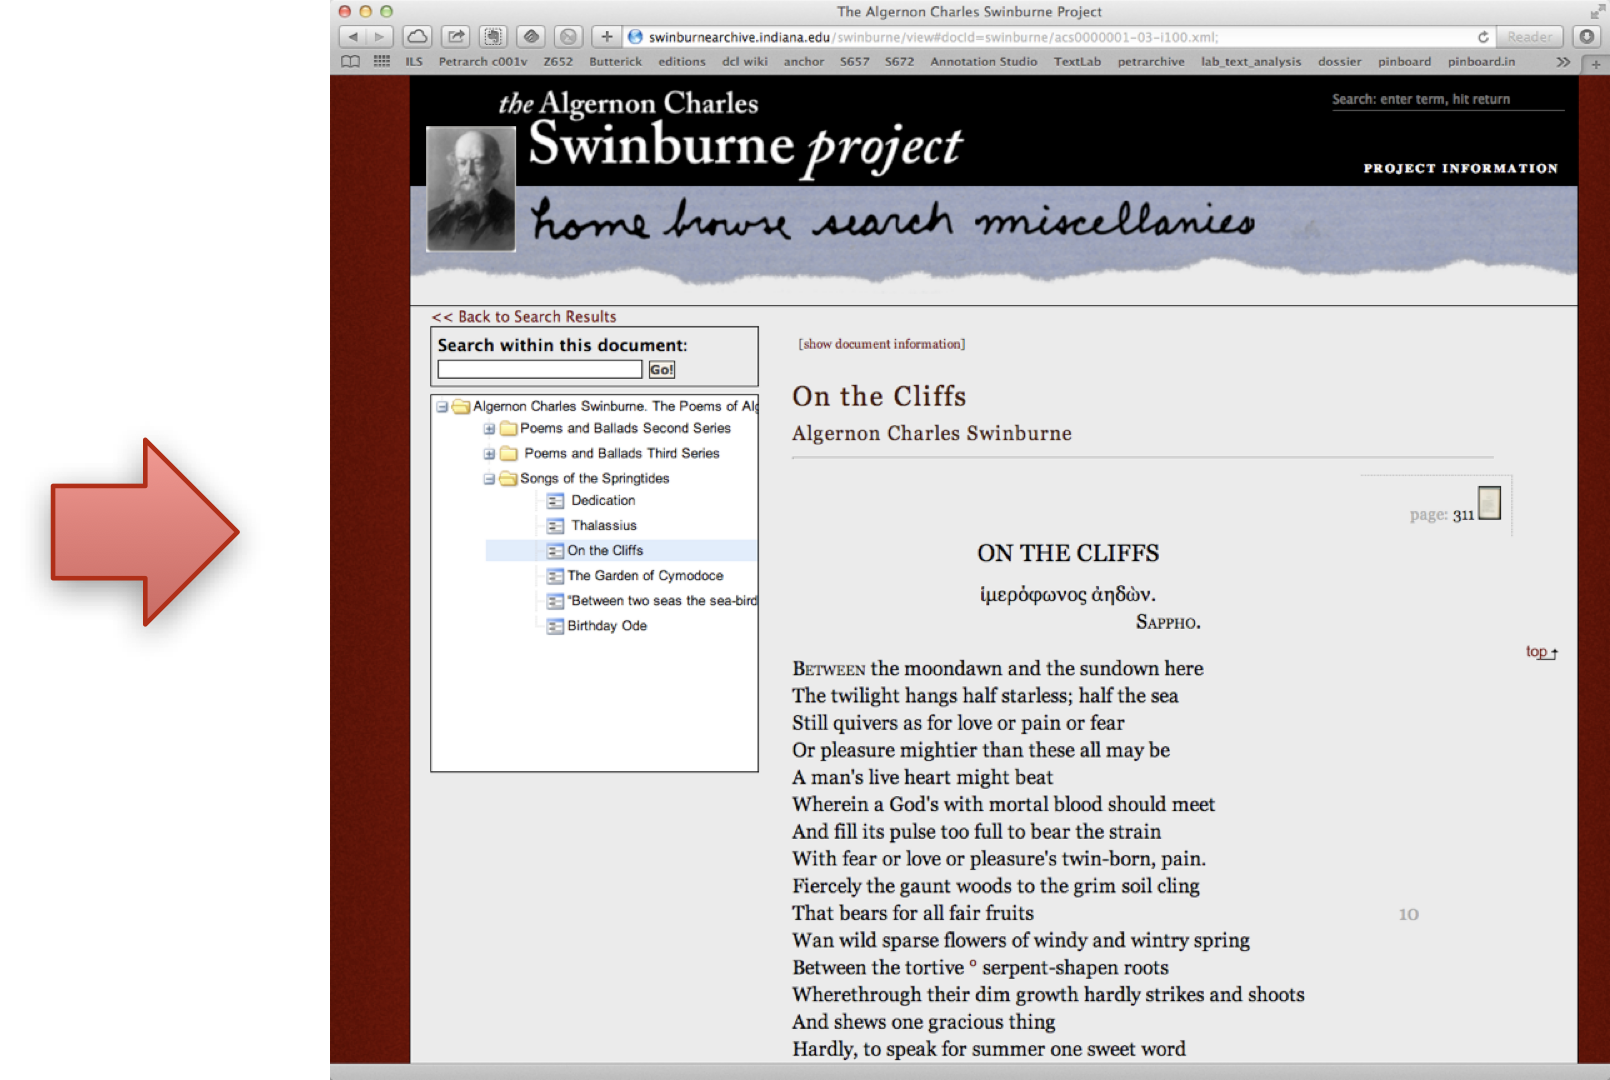 The Algernon Charles Swinburne Project
swinburnearchive.indiana.edu/swinburne/view#docId=swinburne/acs0000001-03-i100.xml;
Reader
ILS Petrarch c001v Z652 Butterick editions dcl wiki anchor S657 S672 Annotation Studio TextLab petrarchive lab_text_analysis dossier pinboard pinboard.in >>
the Algernon Charles
Swinburne project
Search: enter term, hit return
PROJECT INFORMATION
home browse search miscellanies
<< Back to Search Results
Search within this document:
Go!
Algernon Charles Swinburne. The Poems of Alg
Poems and Ballads Second Series
Poems and Ballads Third Series
Songs of the Springtides
Dedication
Thalassius
On the Cliffs
The Garden of Cymodoce
"Between two seas the sea-bird
Birthday Ode
[show document information]
On the Cliffs
Algernon Charles Swinburne
page: 311
ON THE CLIFFS
ἱμερόφωνος ἀηδὼν.
SAPPHO.
top
BETWEEN the moondawn and the sundown here
The twilight hangs half starless; half the sea
Still quivers as for love or pain or fear
Or pleasure mightier than these all may be
A man's live heart might beat
Wherein a God's with mortal blood should meet
And fill its pulse too full to bear the strain
With fear or love or pleasure's twin-born, pain.
Fiercely the gaunt woods to the grim soil cling
That bears for all fair fruits 10
Wan wild sparse flowers of windy and wintry spring
Between the tortive ° serpent-shapen roots
Wherethrough their dim growth hardly strikes and shoots
And shews one gracious thing
Hardly, to speak for summer one sweet word